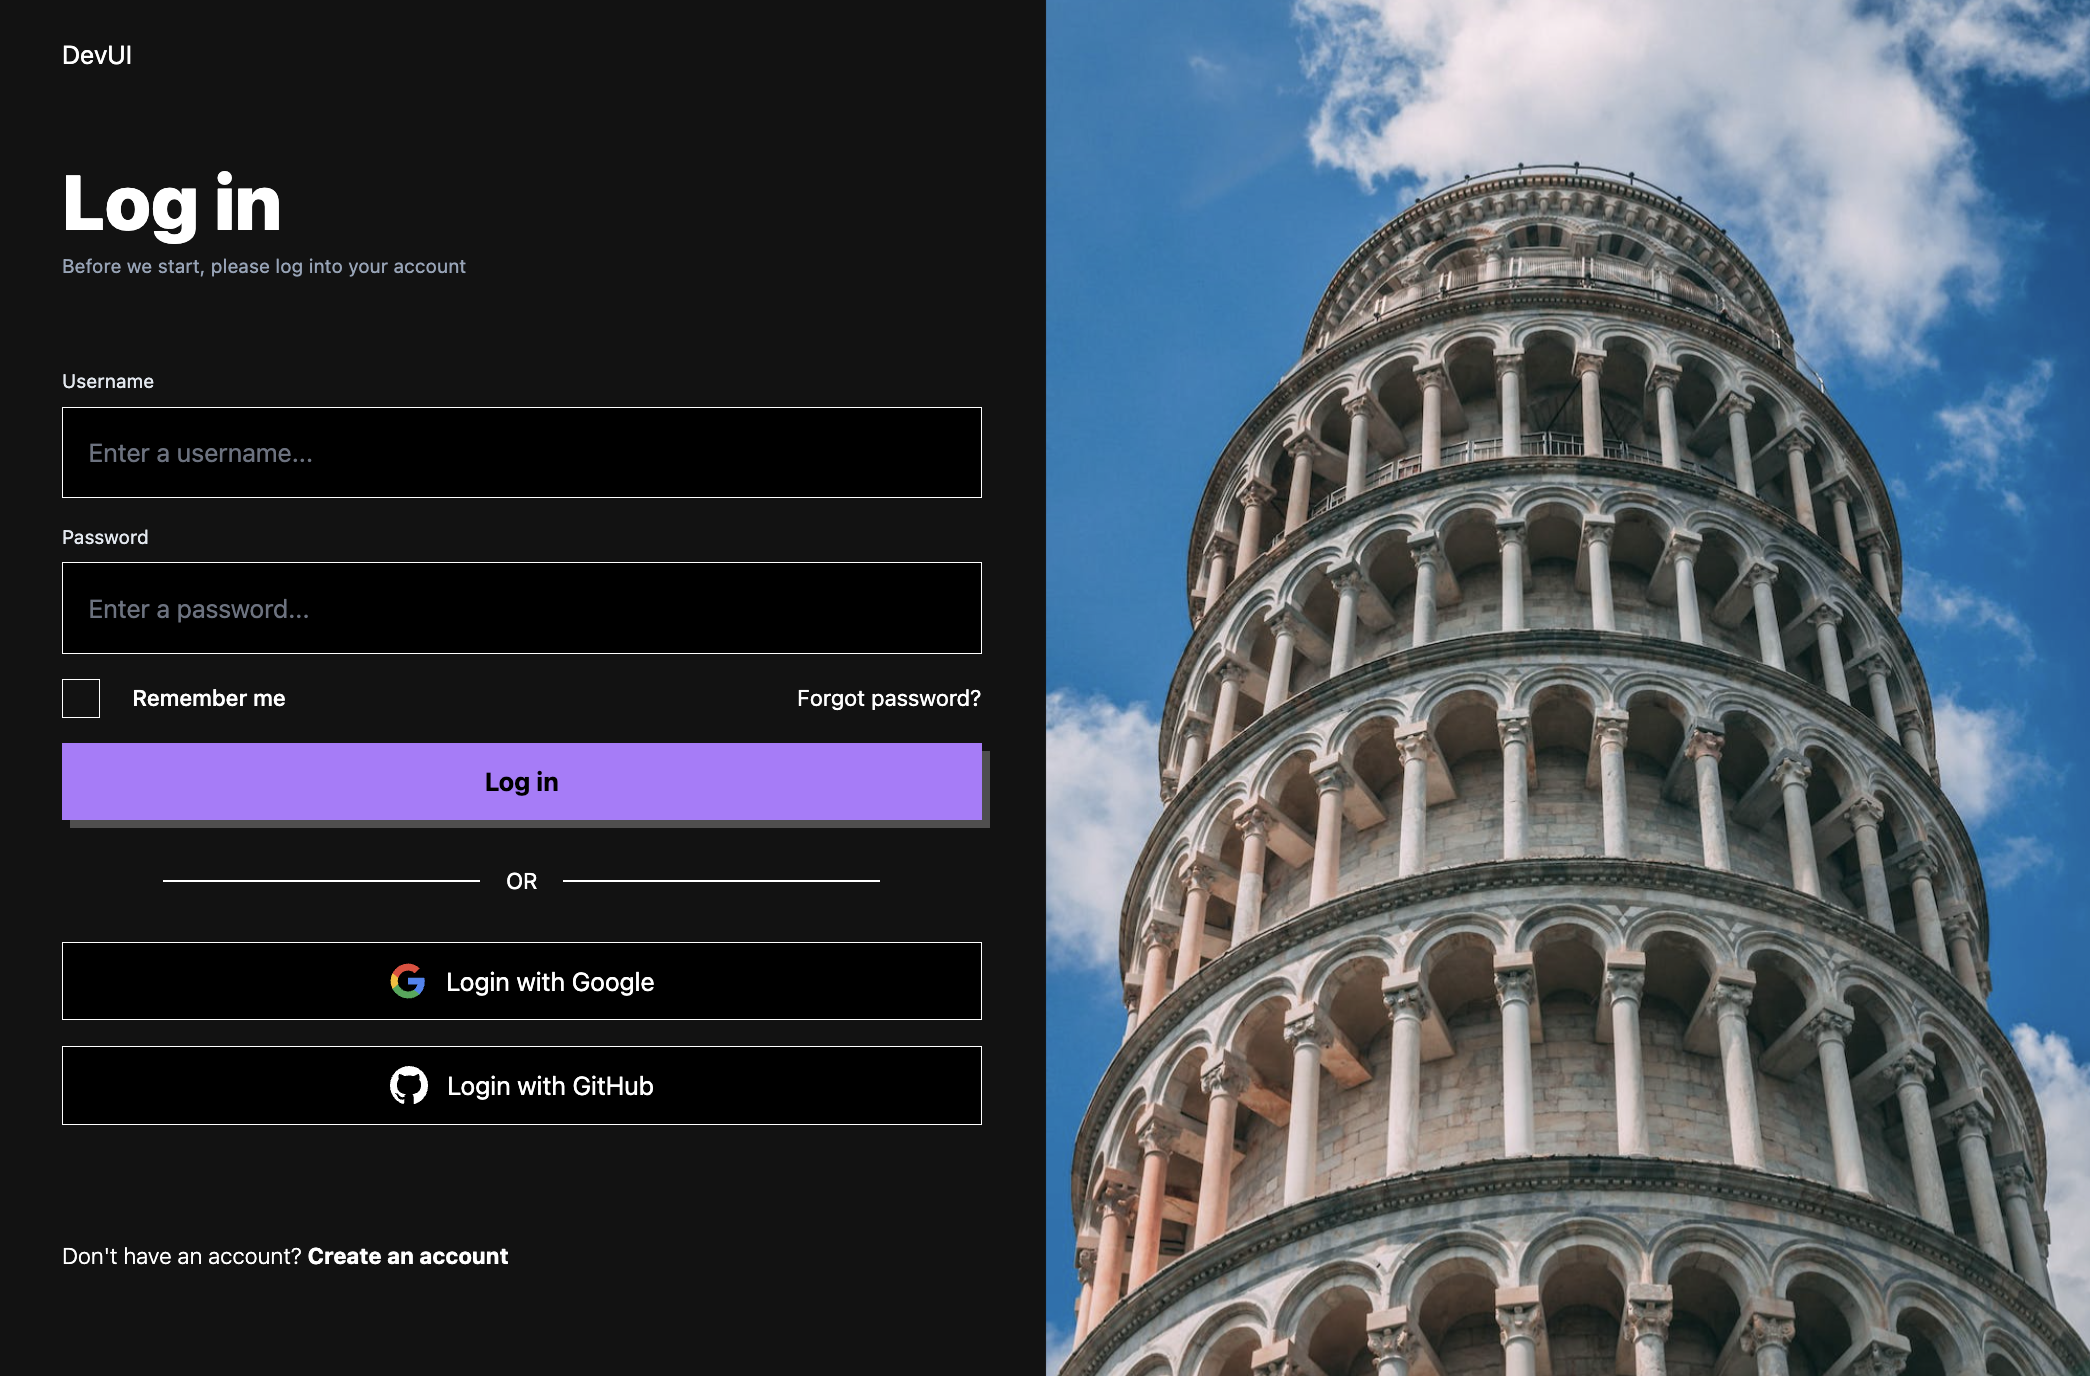 DevUI
Log in
Before we start, please log into your account
Username
Enter a username...
Password
Enter a password...
Remember me
Forgot password?
Log in
OR
Login with Google
Login with GitHub
Don't have an account? Create an account